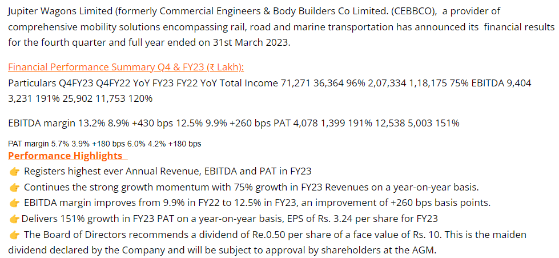 Jupiter Wagons Limited (formerly Commercial Engineers & Body Builders Co Limited. (CEBBCO), a provider of
comprehensive mobility solutions encompassing rail, road and marine transportation has announced its financial results
for the fourth quarter and full year ended on 31st March 2023.
Financial Performance Summary Q4 & FY23 (₹ Lakh):
Particulars Q4FY23 Q4FY22 YoY FY23 FY22 YoY Total Income 71,271 36,364 96% 2,07,334 1,18,175 75% EBITDA 9,404
3,231 191% 25,902 11,753 120%
EBITDA margin 13.2% 8.9% +430 bps 12.5% 9.9% +260 bps PAT 4,078 1,399 191% 12,538 5,003 151%
PAT margin 5.7% 3.9% +180 bps 6.0% 4.2% +180 bps
Performance Highlights
👉 Registers highest ever Annual Revenue, EBITDA and PAT in FY23
👉 Continues the strong growth momentum with 75% growth in FY23 Revenues on a year-on-year basis.
👉 EBITDA margin improves from 9.9% in FY22 to 12.5% in FY23, an improvement of +260 bps basis points.
👉Delivers 151% growth in FY23 PAT on a year-on-year basis, EPS of Rs. 3.24 per share for FY23
👉 The Board of Directors recommends a dividend of Re.0.50 per share of a face value of Rs. 10. This is the maiden
dividend declared by the Company and will be subject to approval by shareholders at the AGM.